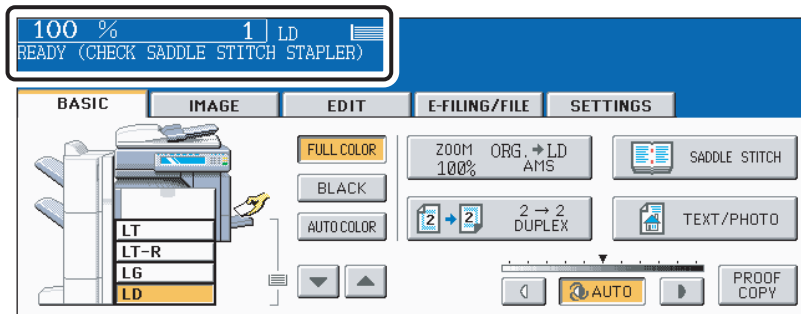 100 % 1 LD
READY (CHECK SADDLE STITCH STAPLER)
BASIC IMAGE EDIT E-FILING/FILE SETTINGS
FULL COLOR
BLACK
AUTO COLOR
ZOOM ORG.➔LD
100% AMS
SADDLE STITCH
2 ➔ 2 2 → 2
DUPLEX
TEXT/PHOTO
LT
LT-R
LG
LD
AUTO
PROOF
COPY